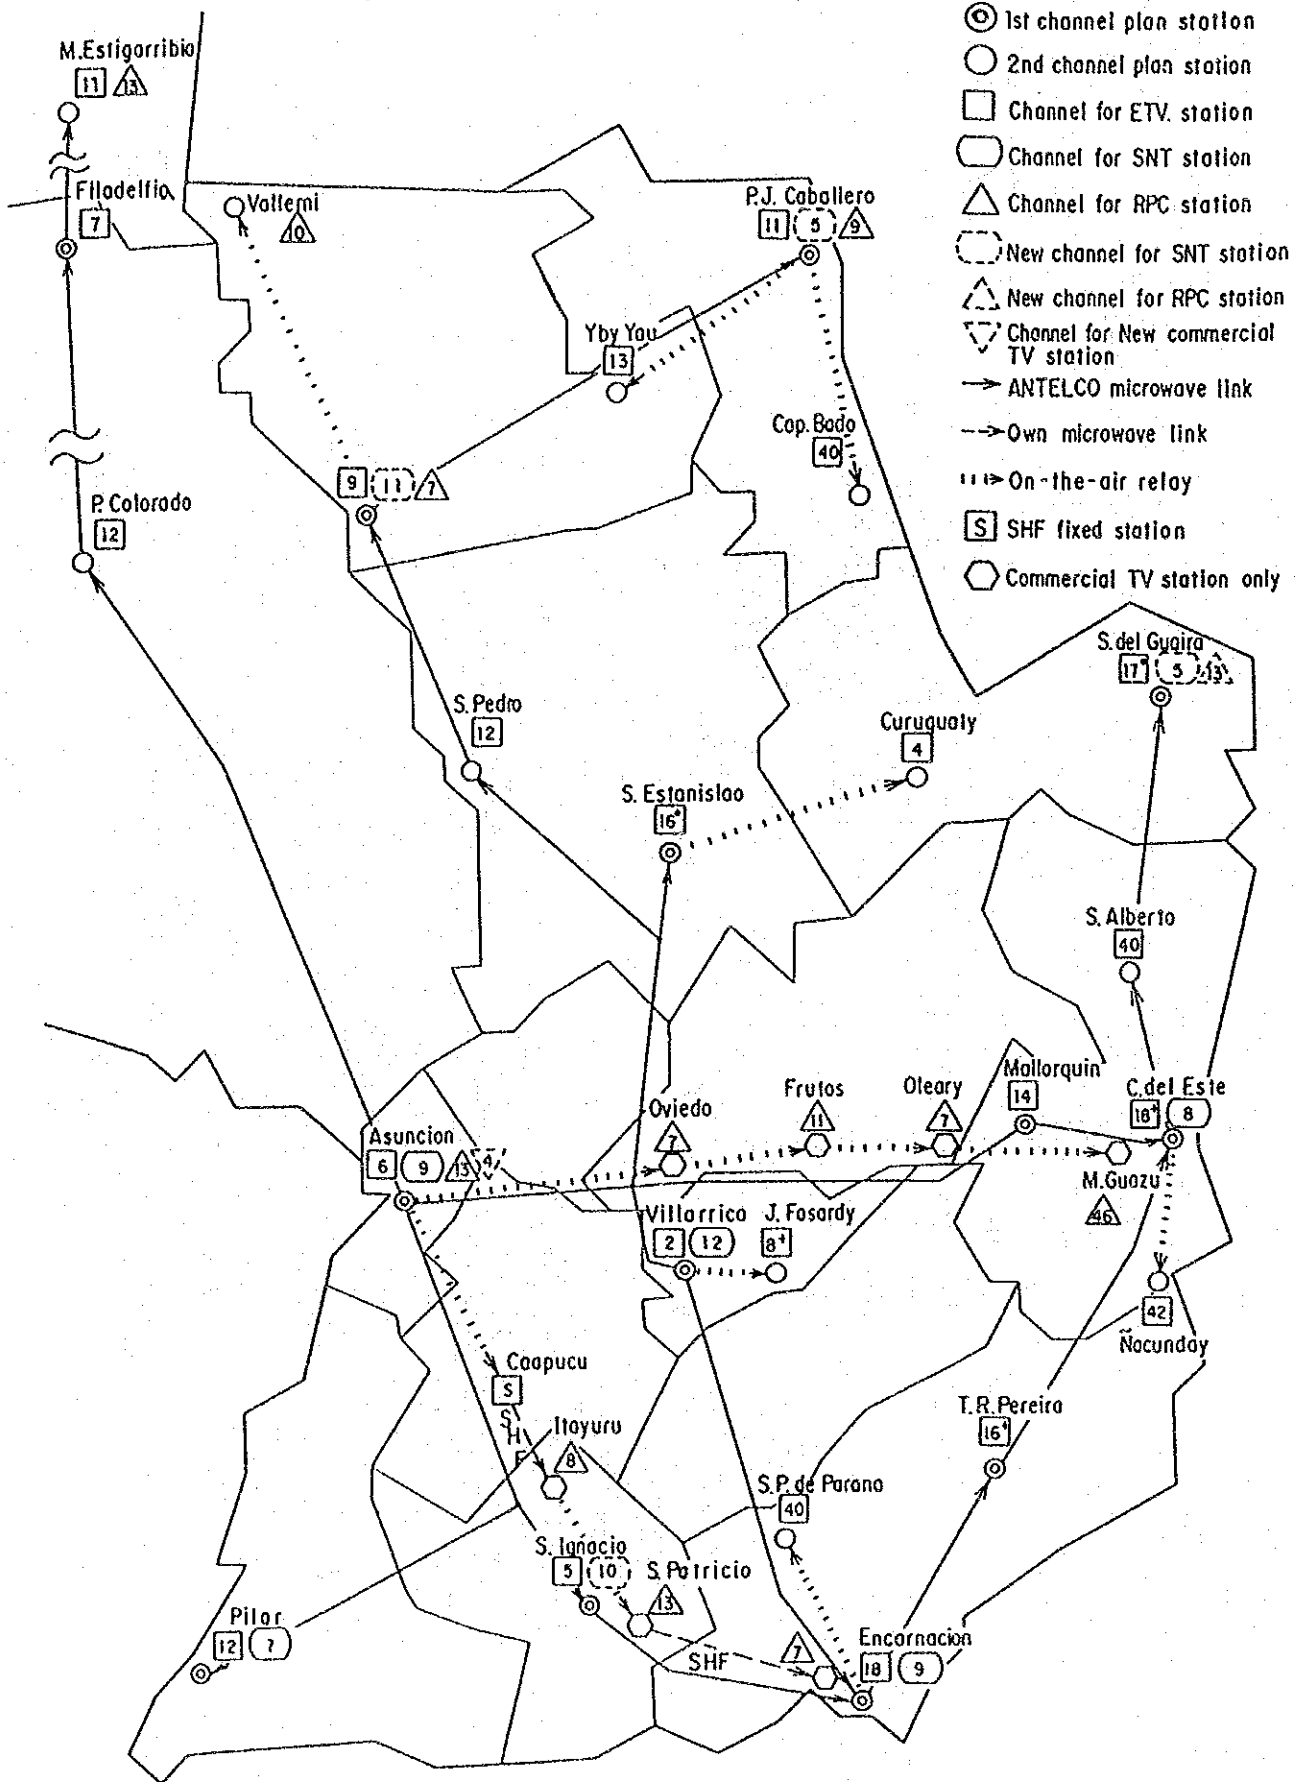 1st channel plan station
2nd channel plan station
Channel for ETV. station
Channel for SNT station
Channel for RPC station
New channel for SNT station
New channel for RPC station
Channel for New commercial
TV station
ANTELCO microwave link
Own microwave link
On-the-air relay
S SHF fixed station
Commercial TV station only
M.Estigarribia
11 13
Filadelfia
7
Vallemi
10
P.J. Caballero
11 5 9
Yby Yau
13
Cap. Bado
40
9 11 7
P. Colorado
12
S. Pedro
12
S. del Guaira
17+ 5 13
Curuguaty
4
S. Estanislao
16+
S. Alberto
40
Asuncion
6 9 13 4
Oviedo
7
Frutos
11
Oleary
7
Mallorquin
14
C. del Este
18+ 8
M. Guazu
46
Villarrica
2 12
J. Fasardy
8+
42
Ñacunday
Caapucu
S
SHF
Itayuru
8
T.R. Pereira
16+
S.P. de Parana
40
S. Ignacio
5 10
S. Patricio
13
Pilar
12 7
SHF
7
Encarnacion
18 9